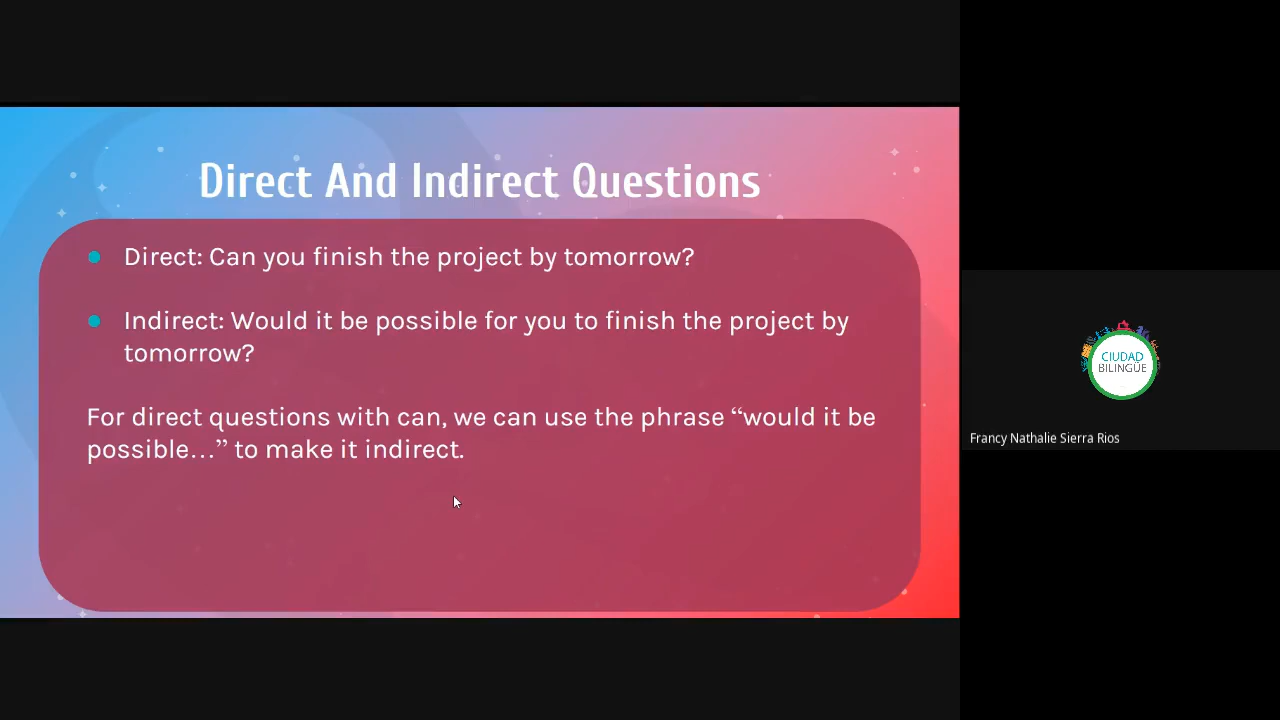 Direct And Indirect Questions
Direct: Can you finish the project by tomorrow?
Indirect: Would it be possible for you to finish the project by
tomorrow?
For direct questions with can, we can use the phrase “would it be
possible…” to make it indirect.
CIUDAD
BILINGÜE
Francy Nathalie Sierra Rios